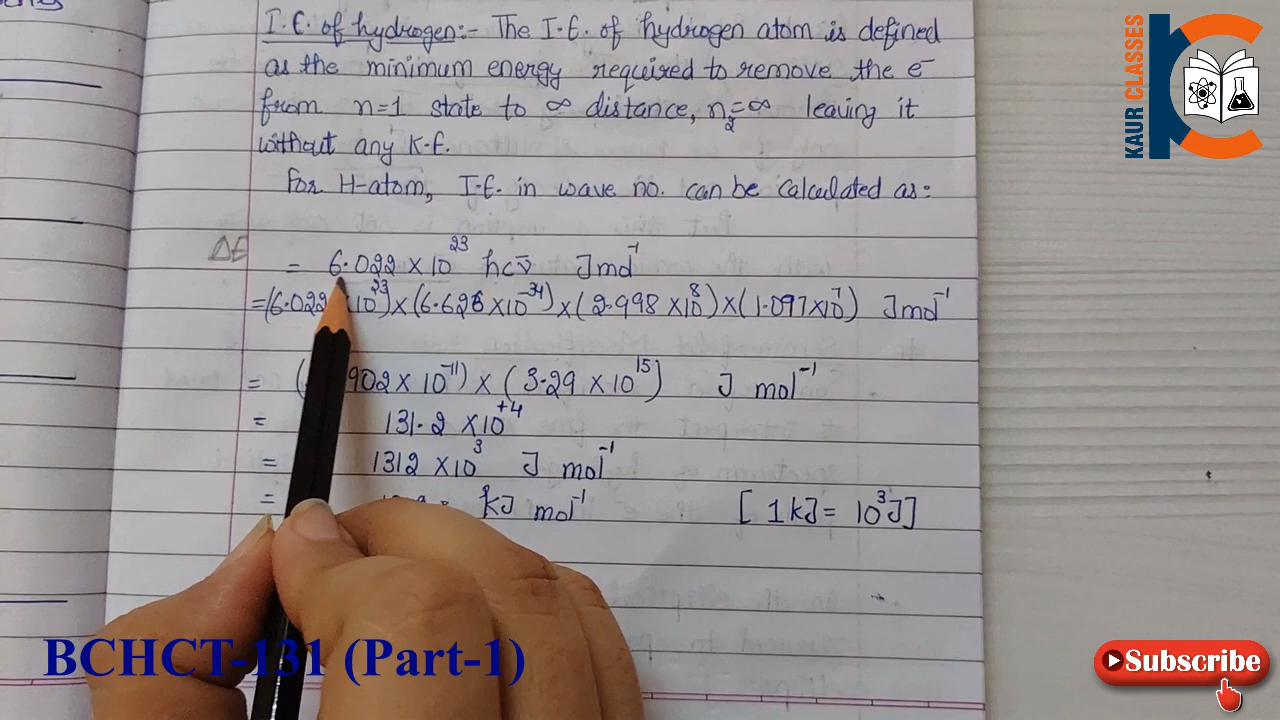 I.E. of hydrogen:- The I.E. of hydrogen atom is defined
as the minimum energy required to remove the e⁻
from n=1 state to ∞ distance, n₂=∞ leaving it
without any K.E.
For H-atom, I.E. in wave no. can be calculated as:
ΔE = 6.022 × 10²³ hcν̄ J mol⁻¹
=(6.022 10²³)×(6.626×10⁻³⁴)×(2.998×10⁸)×(1.097×10⁷) J mol⁻¹
= ( 902×10⁻¹¹)×(3.29×10¹⁵) J mol⁻¹
= 131.2 ×10⁺⁴
= 1312 ×10³ J mol⁻¹
= kJ mol⁻¹ [1kJ = 10³J]
KAUR CLASSES
BCHCT-131 (Part-1)
Subscribe